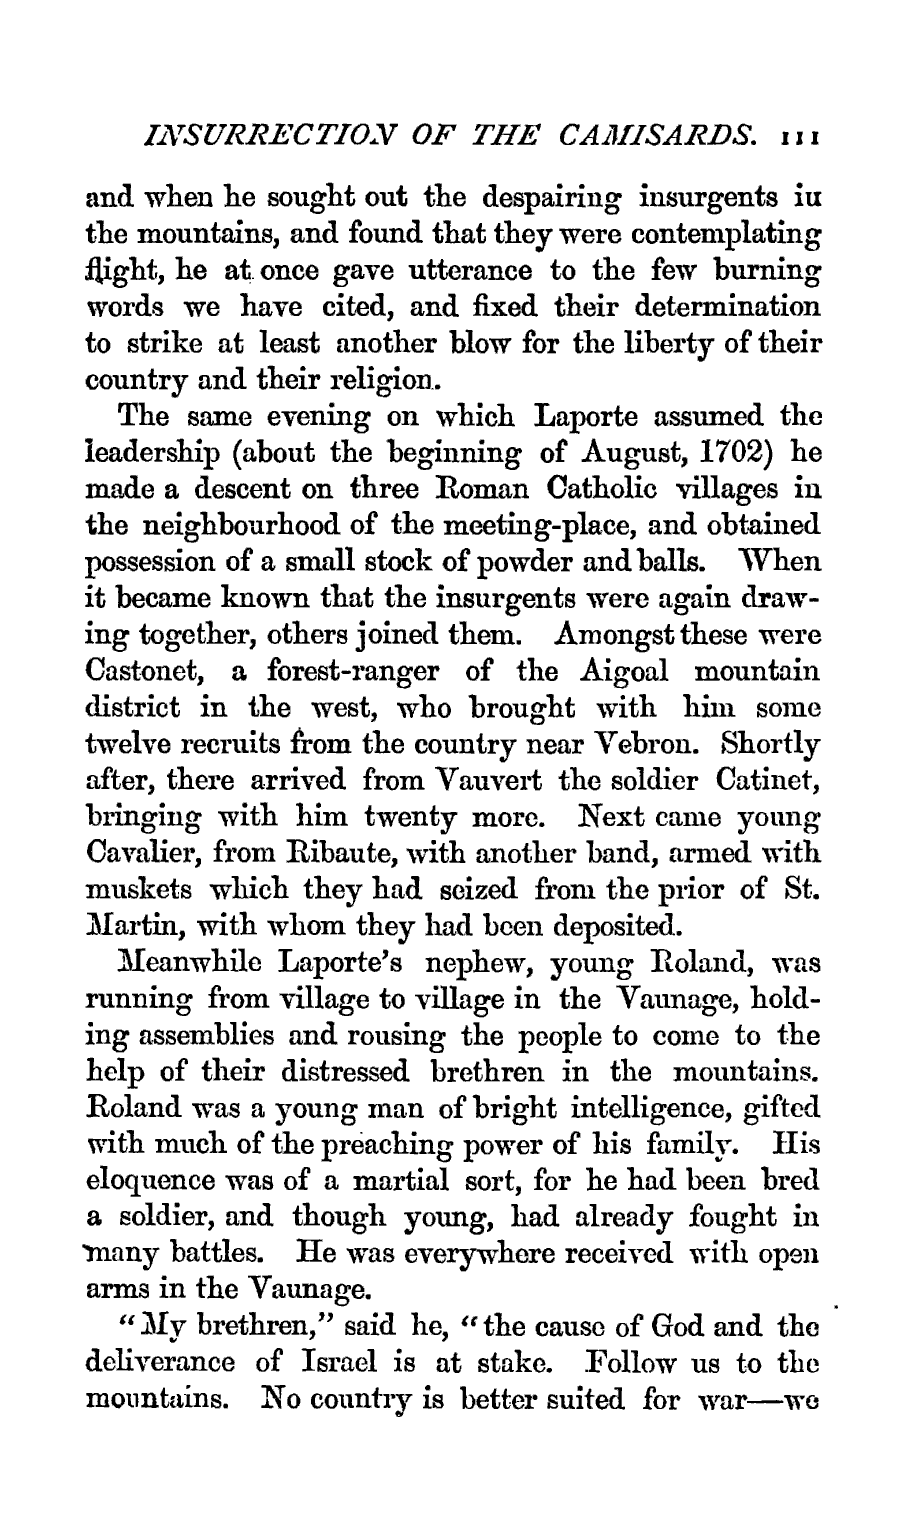 INSURRECTION OF THE CAMISARDS. 111
and when he sought out the despairing insurgents in
the mountains, and found that they were contemplating
flight, he at once gave utterance to the few burning
words we have cited, and fixed their determination
to strike at least another blow for the liberty of their
country and their religion.
The same evening on which Laporte assumed the
leadership (about the beginning of August, 1702) he
made a descent on three Roman Catholic villages in
the neighbourhood of the meeting-place, and obtained
possession of a small stock of powder and balls. When
it became known that the insurgents were again draw-
ing together, others joined them. Amongst these were
Castonet, a forest-ranger of the Aigoal mountain
district in the west, who brought with him some
twelve recruits from the country near Vebron. Shortly
after, there arrived from Vauvert the soldier Catinet,
bringing with him twenty more. Next came young
Cavalier, from Ribaute, with another band, armed with
muskets which they had seized from the prior of St.
Martin, with whom they had been deposited.
Meanwhile Laporte's nephew, young Roland, was
running from village to village in the Vaunage, hold-
ing assemblies and rousing the people to come to the
help of their distressed brethren in the mountains.
Roland was a young man of bright intelligence, gifted
with much of the preaching power of his family. His
eloquence was of a martial sort, for he had been bred
a soldier, and though young, had already fought in
many battles. He was everywhere received with open
arms in the Vaunage.
"My brethren," said he, "the cause of God and the
deliverance of Israel is at stake. Follow us to the
mountains. No country is better suited for war—we